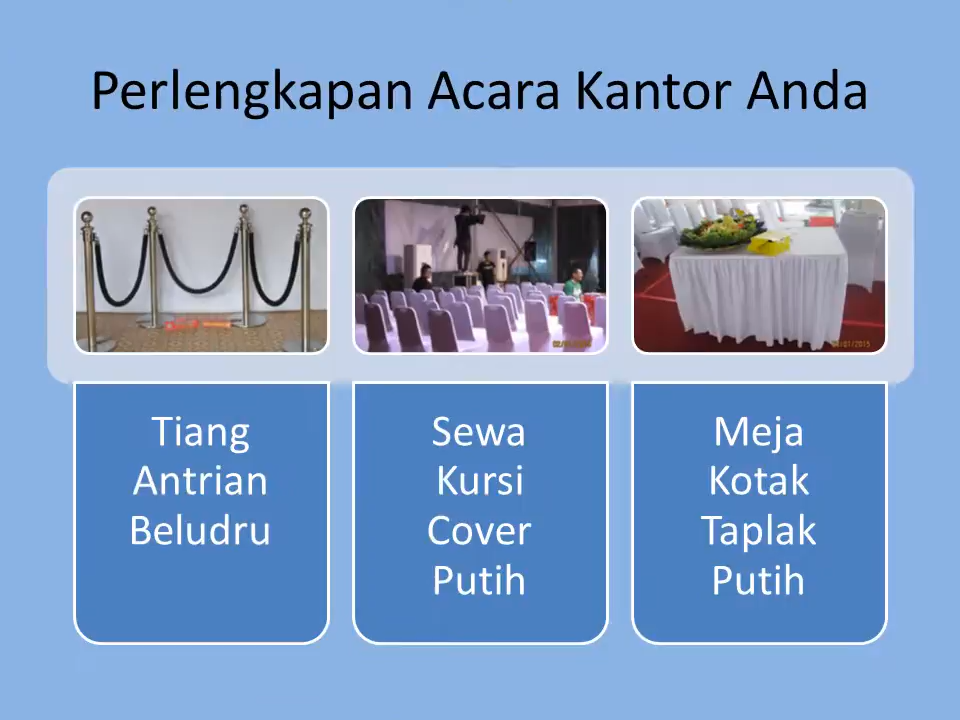 Perlengkapan Acara Kantor Anda
Tiang
Antrian
Beludru
Sewa
Kursi
Cover
Putih
Meja
Kotak
Taplak
Putih